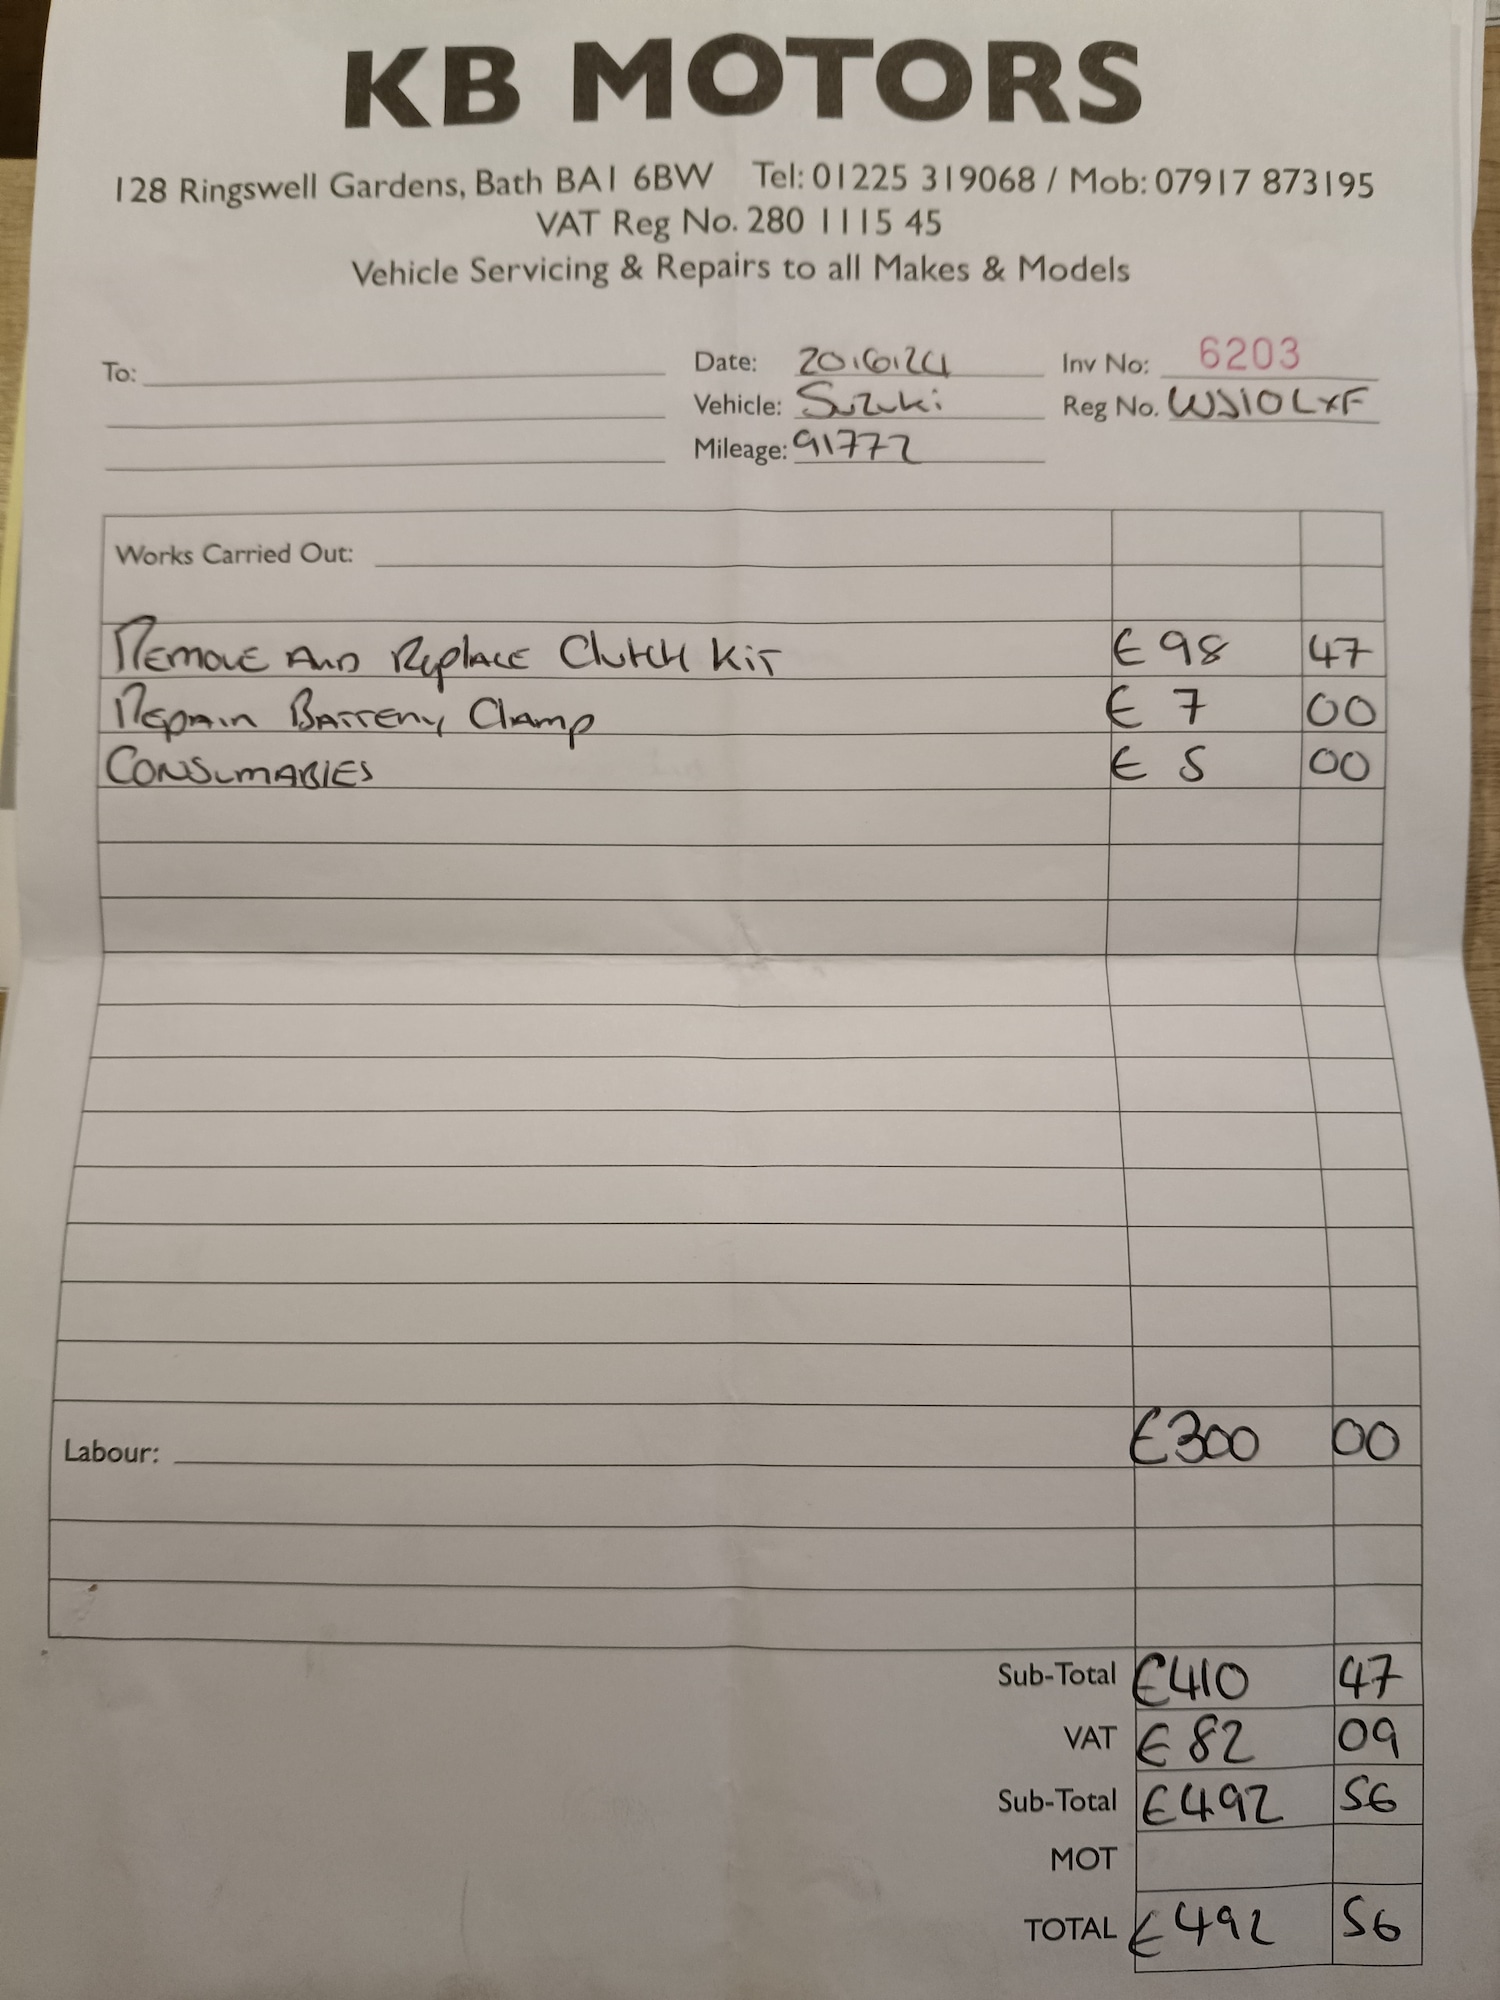 KB MOTORS
128 Ringswell Gardens, Bath BA1 6BW Tel: 01225 319068 / Mob: 07917 873195
VAT Reg No. 280 1115 45
Vehicle Servicing & Repairs to all Makes & Models
To: Date: 20.6.24 Inv No: 6203
Vehicle: Suzuki Reg No. WJ10LXF
Mileage: 91772
Works Carried Out:
Remove And Replace Clutch Kit £98 47
Repair Battery Clamp £7 00
Consumables £5 00
Labour: £300 00
Sub-Total £410 47
VAT £82 09
Sub-Total £492 56
MOT
TOTAL £492 56